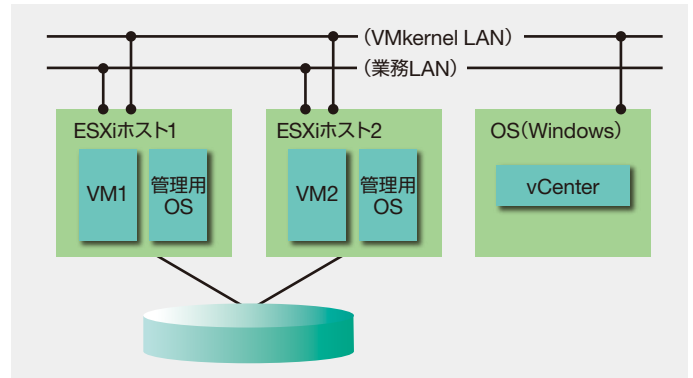 (VMkernel LAN)
(業務LAN)
ESXiホスト1
VM1
管理用
OS
ESXiホスト2
VM2
管理用
OS
OS(Windows)
vCenter